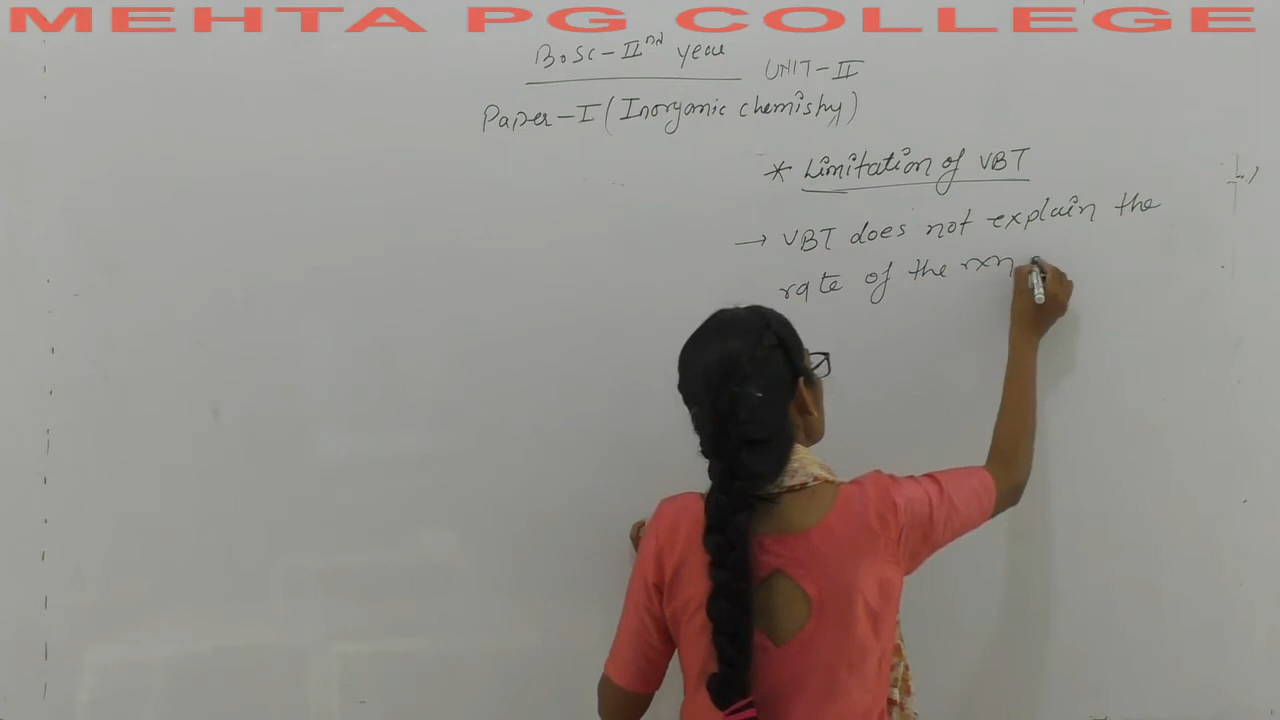 MEHTA PG COLLEGE
B.Sc-IInd year
UNIT-II
Paper-I (Inorganic chemistry)
* Limitation of VBT
→ VBT does not explain the
rate of the rxn